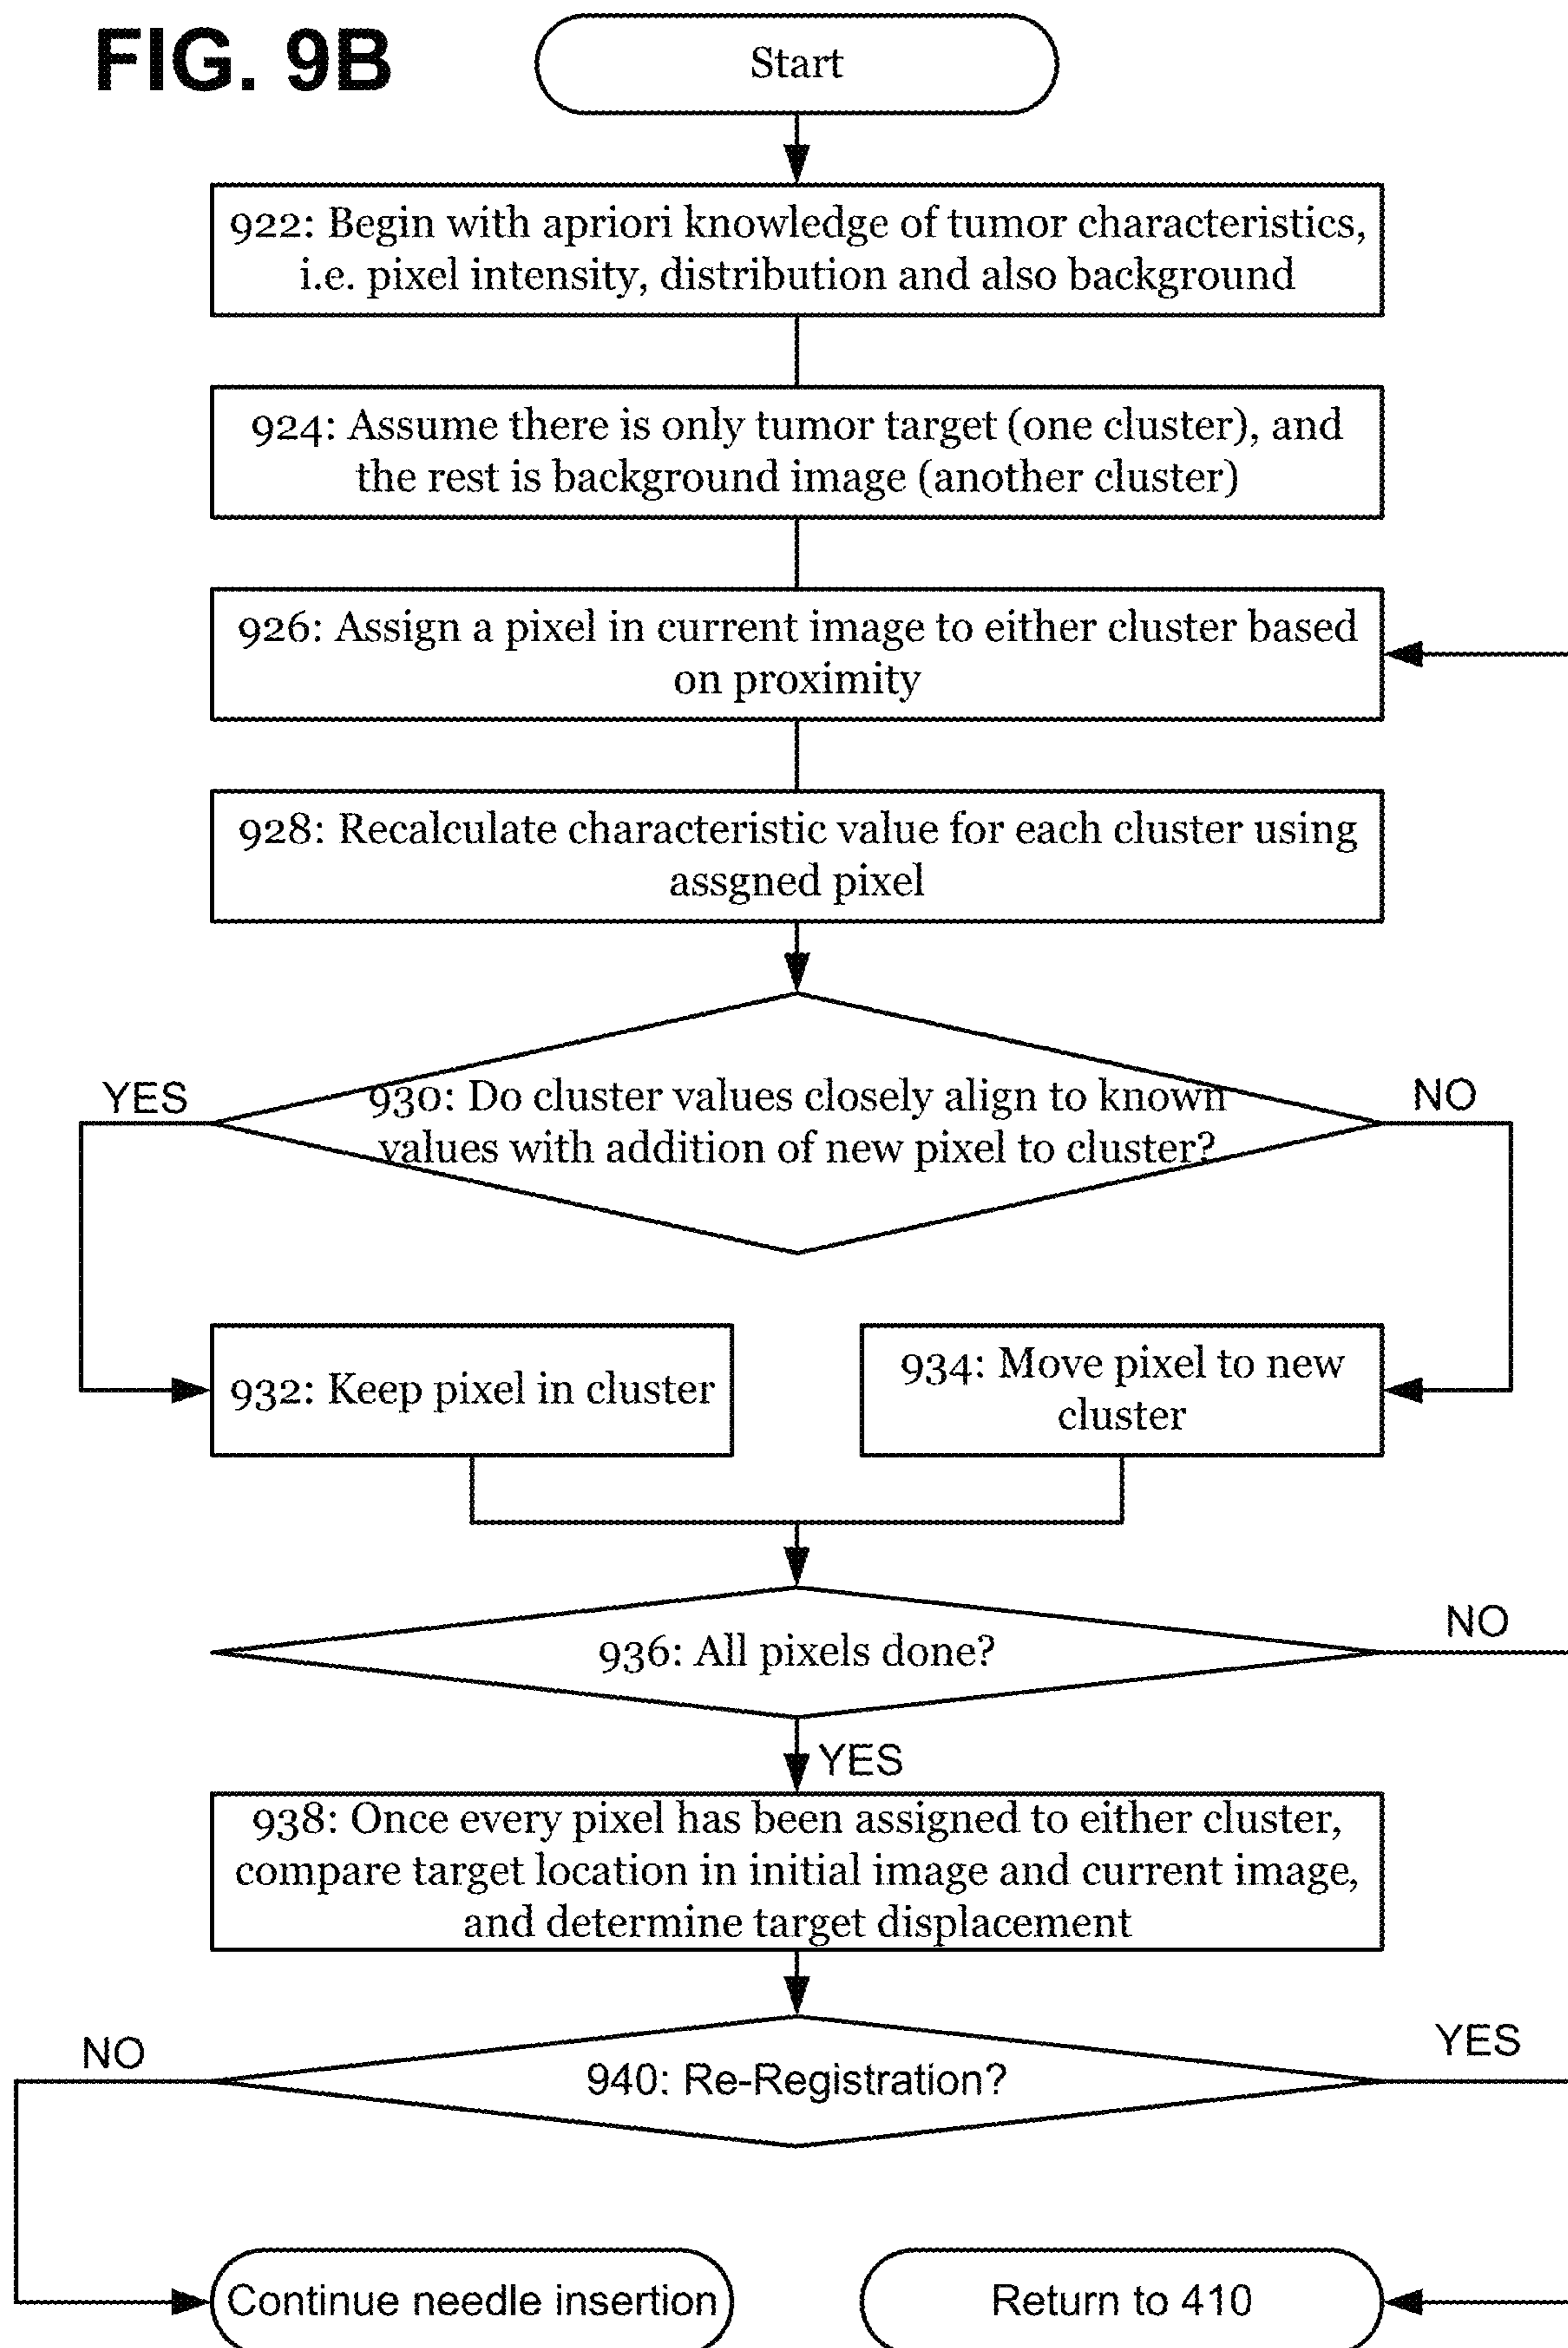 FIG. 9B
Start
922: Begin with apriori knowledge of tumor characteristics,
i.e. pixel intensity, distribution and also background
924: Assume there is only tumor target (one cluster), and
the rest is background image (another cluster)
926: Assign a pixel in current image to either cluster based
on proximity
928: Recalculate characteristic value for each cluster using
assgned pixel
YES
930: Do cluster values closely align to known
values with addition of new pixel to cluster?
NO
932: Keep pixel in cluster
934: Move pixel to new
cluster
936: All pixels done?
NO
YES
938: Once every pixel has been assigned to either cluster,
compare target location in initial image and current image,
and determine target displacement
NO
940: Re-Registration?
YES
Continue needle insertion
Return to 410